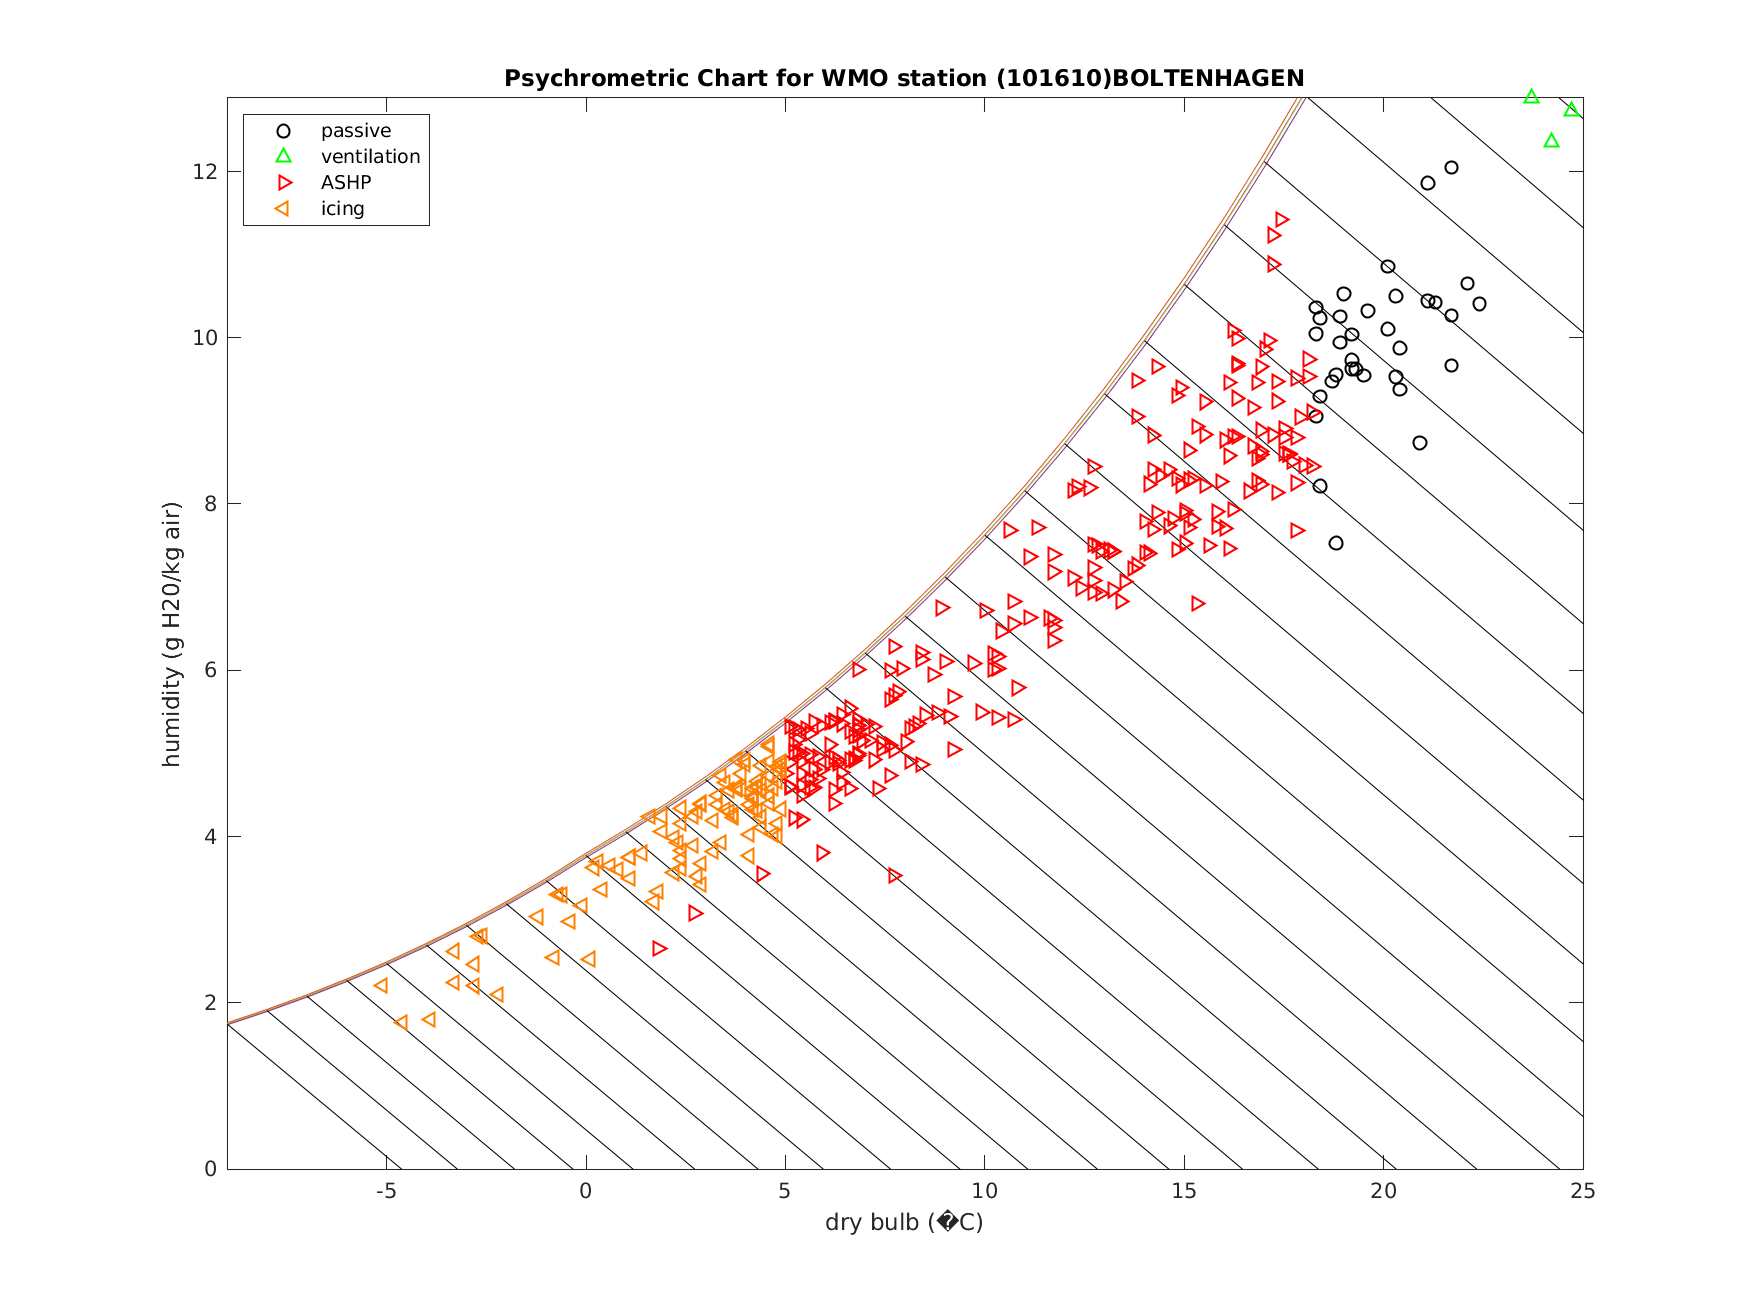 Psychrometric Chart for WMO station (101610)BOLTENHAGEN
passive
ventilation
ASHP
icing
12
10
8
6
4
2
0
humidity (g H20/kg air)
-5 0 5 10 15 20 25
dry bulb (�C)